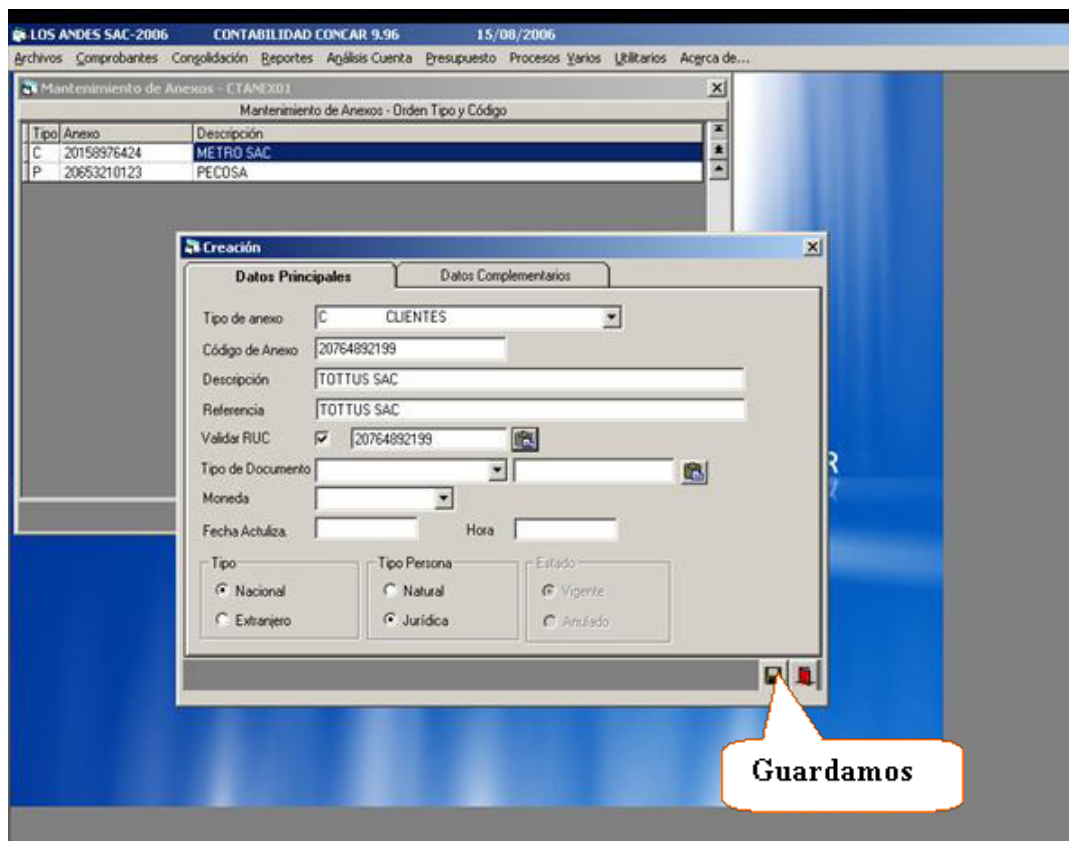 LOS ANDES SAC-2006 CONTABILIDAD CONCAR 9.96 15/08/2006
Archivos Comprobantes Consolidación Reportes Análisis Cuenta Presupuesto Procesos Varios Utilitarios Acerca de...
Mantenimiento de Anexos - CTANEX01
Mantenimiento de Anexos - Orden Tipo y Código
Tipo Anexo Descripción
C 20158976424 METRO SAC
P 20653210123 PECOSA
Creación
Datos Principales Datos Complementarios
Tipo de anexo C CLIENTES
Código de Anexo 20764892199
Descripción TOTTUS SAC
Referencia TOTTUS SAC
Validar RUC 20764892199
Tipo de Documento
R
Moneda
Fecha Actuliza. Hora
Tipo Tipo Persona Estado
Nacional Natural Vigente
Extranjero Jurídica Anulado
Guardamos